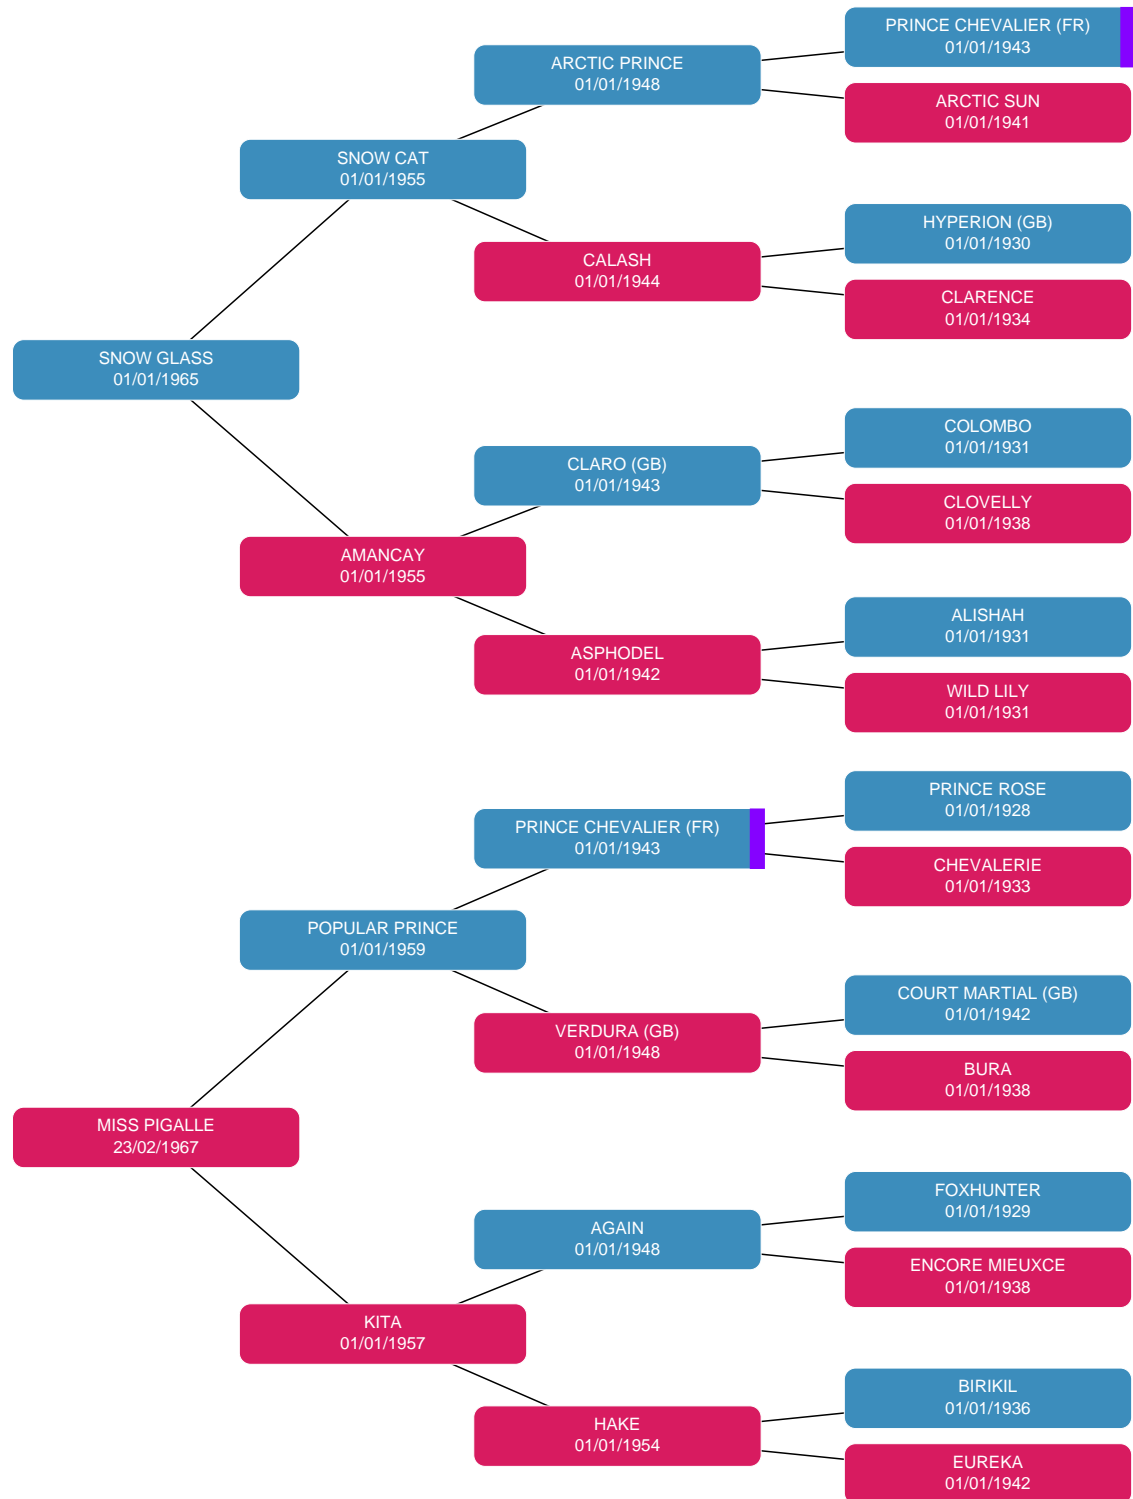 PRINCE CHEVALIER (FR)
01/01/1943
ARCTIC PRINCE
01/01/1948
ARCTIC SUN
01/01/1941
SNOW CAT
01/01/1955
HYPERION (GB)
01/01/1930
CALASH
01/01/1944
CLARENCE
01/01/1934
SNOW GLASS
01/01/1965
COLOMBO
01/01/1931
CLARO (GB)
01/01/1943
CLOVELLY
01/01/1938
AMANCAY
01/01/1955
ALISHAH
01/01/1931
ASPHODEL
01/01/1942
WILD LILY
01/01/1931
PRINCE ROSE
01/01/1928
PRINCE CHEVALIER (FR)
01/01/1943
CHEVALERIE
01/01/1933
POPULAR PRINCE
01/01/1959
COURT MARTIAL (GB)
01/01/1942
VERDURA (GB)
01/01/1948
BURA
01/01/1938
MISS PIGALLE
23/02/1967
FOXHUNTER
01/01/1929
AGAIN
01/01/1948
ENCORE MIEUXCE
01/01/1938
KITA
01/01/1957
BIRIKIL
01/01/1936
HAKE
01/01/1954
EUREKA
01/01/1942